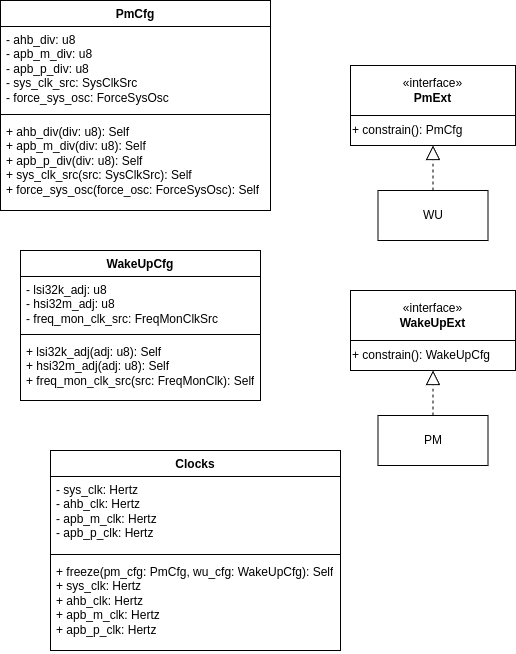 PmCfg
- ahb_div: u8
- apb_m_div: u8
- apb_p_div: u8
- sys_clk_src: SysClkSrc
- force_sys_osc: ForceSysOsc
+ ahb_div(div: u8): Self
+ apb_m_div(div: u8): Self
+ apb_p_div(div: u8): Self
+ sys_clk_src(src: SysClkSrc): Self
+ force_sys_osc(force_osc: ForceSysOsc): Self
«interface»
PmExt
+ constrain(): PmCfg
WU
WakeUpCfg
- lsi32k_adj: u8
- hsi32m_adj: u8
- freq_mon_clk_src: FreqMonClkSrc
+ lsi32k_adj(adj: u8): Self
+ hsi32m_adj(adj: u8): Self
+ freq_mon_clk_src(src: FreqMonClk): Self
«interface»
WakeUpExt
+ constrain(): WakeUpCfg
PM
Clocks
- sys_clk: Hertz
- ahb_clk: Hertz
- apb_m_clk: Hertz
- apb_p_clk: Hertz
+ freeze(pm_cfg: PmCfg, wu_cfg: WakeUpCfg): Self
+ sys_clk: Hertz
+ ahb_clk: Hertz
+ apb_m_clk: Hertz
+ apb_p_clk: Hertz